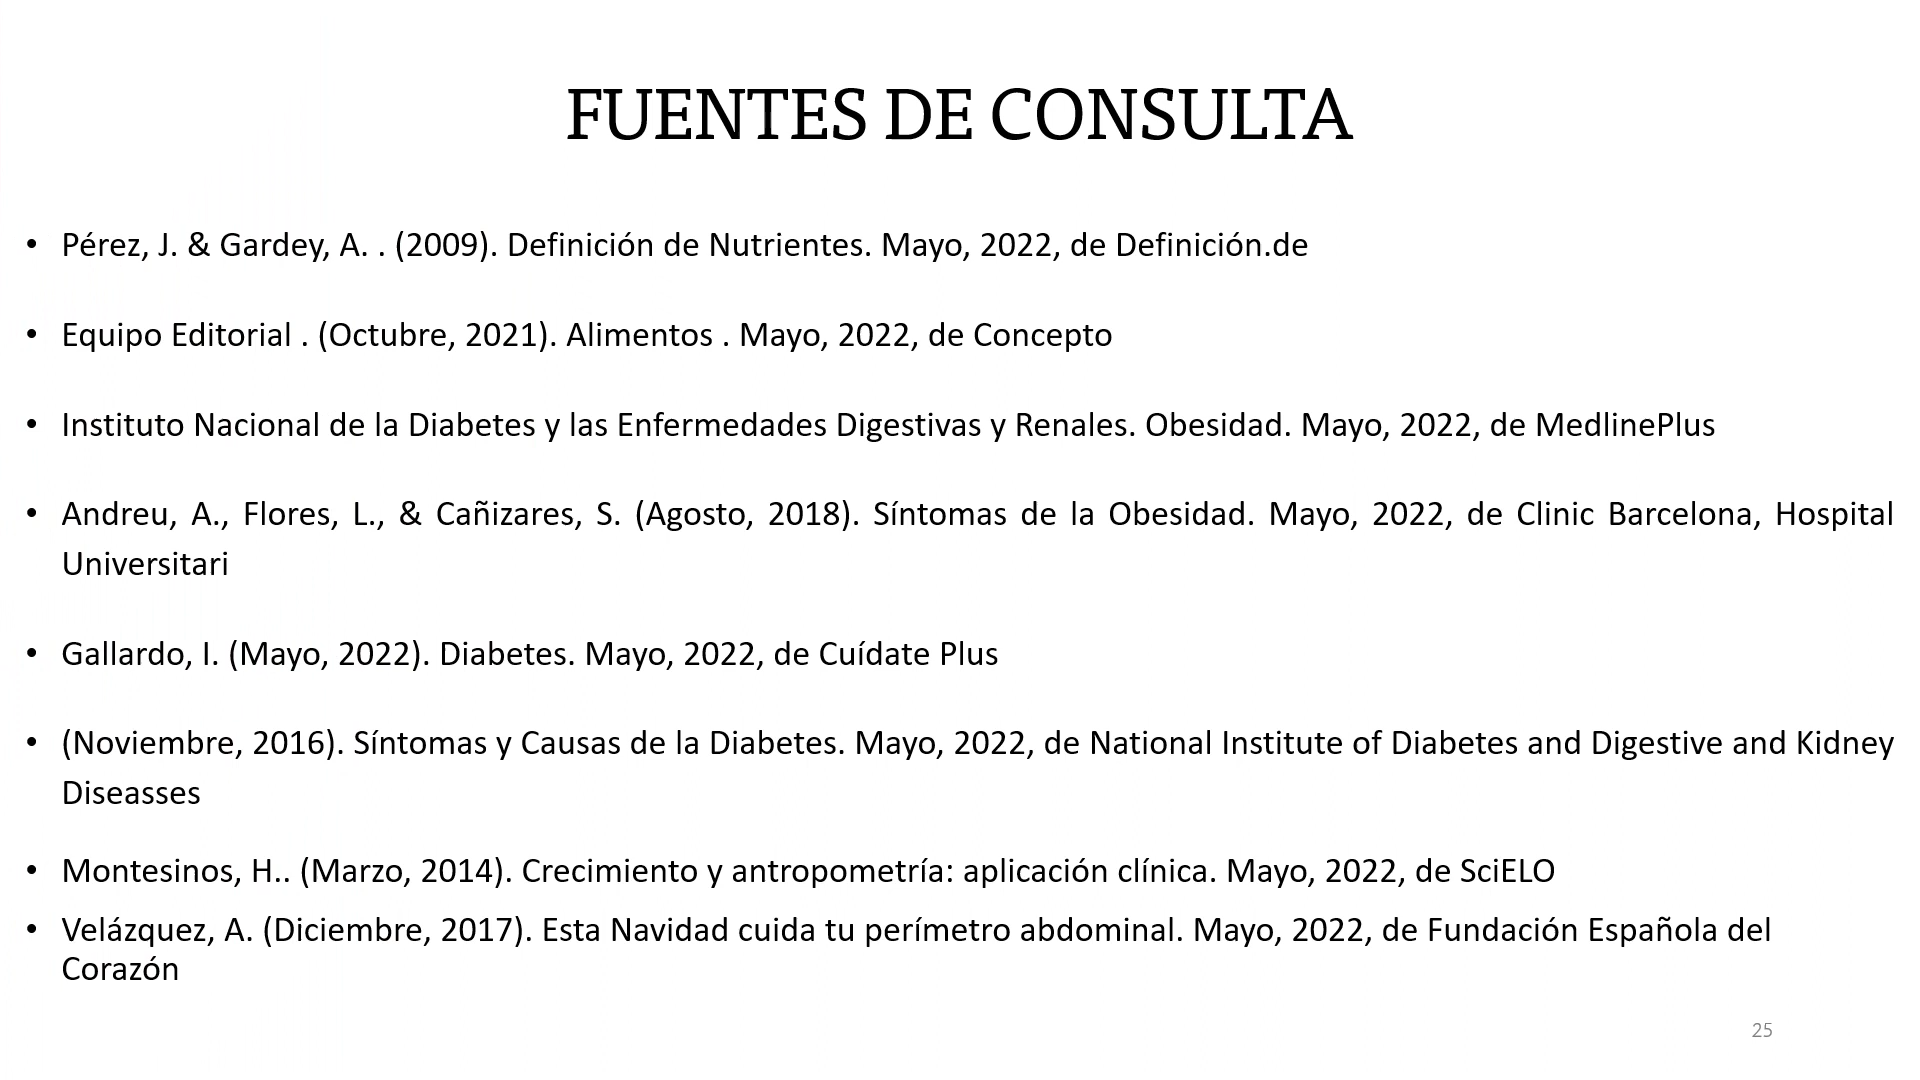 FUENTES DE CONSULTA
• Pérez, J. & Gardey, A. . (2009). Definición de Nutrientes. Mayo, 2022, de Definición.de
• Equipo Editorial . (Octubre, 2021). Alimentos . Mayo, 2022, de Concepto
• Instituto Nacional de la Diabetes y las Enfermedades Digestivas y Renales. Obesidad. Mayo, 2022, de MedlinePlus
• Andreu, A., Flores, L., & Cañizares, S. (Agosto, 2018). Síntomas de la Obesidad. Mayo, 2022, de Clinic Barcelona, Hospital
Universitari
• Gallardo, I. (Mayo, 2022). Diabetes. Mayo, 2022, de Cuídate Plus
• (Noviembre, 2016). Síntomas y Causas de la Diabetes. Mayo, 2022, de National Institute of Diabetes and Digestive and Kidney
Diseasses
• Montesinos, H.. (Marzo, 2014). Crecimiento y antropometría: aplicación clínica. Mayo, 2022, de SciELO
• Velázquez, A. (Diciembre, 2017). Esta Navidad cuida tu perímetro abdominal. Mayo, 2022, de Fundación Española del
Corazón
25